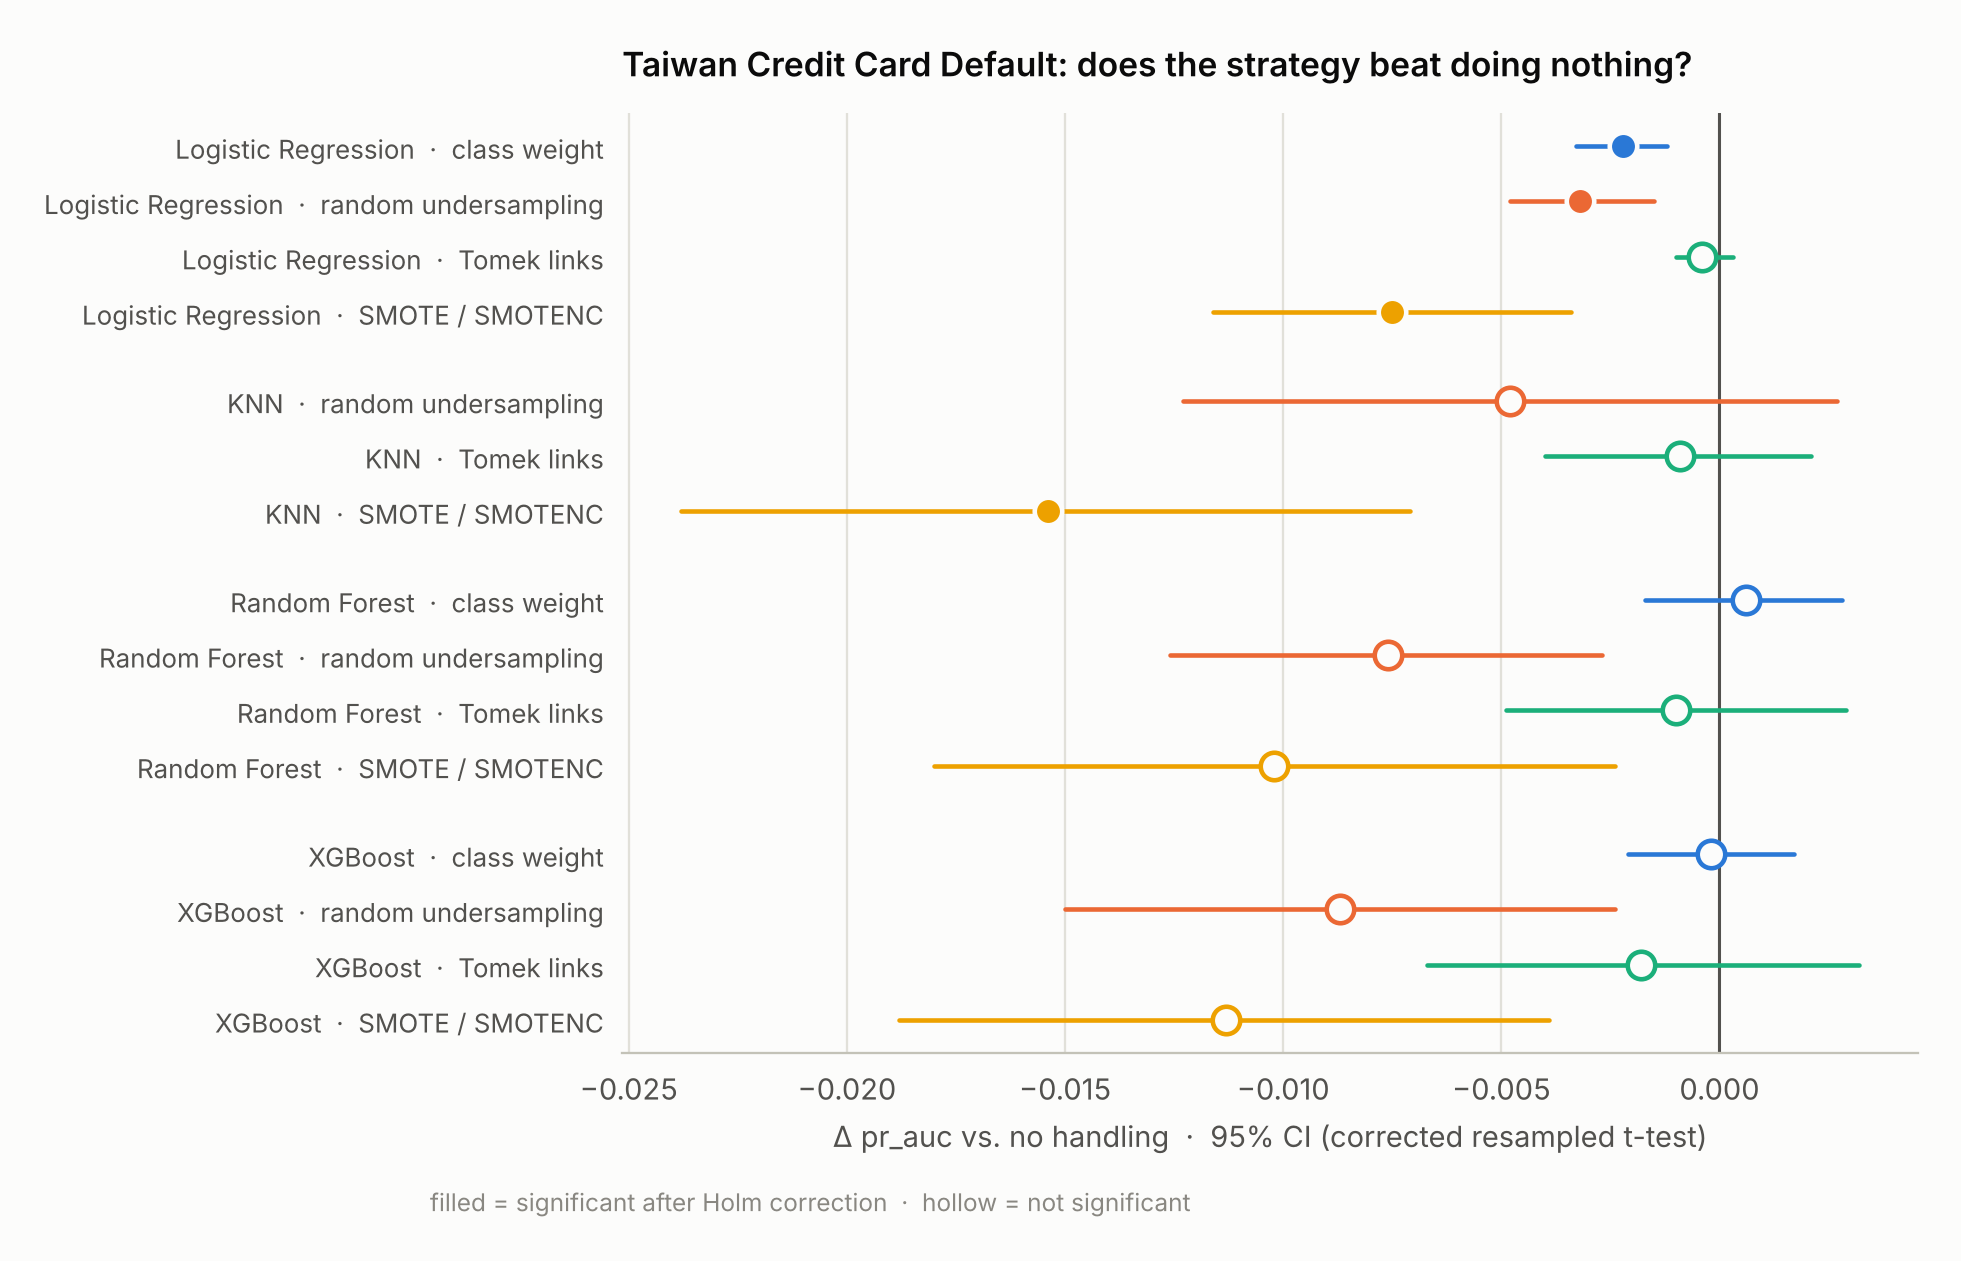 Taiwan Credit Card Default: does the strategy beat doing nothing?
Logistic Regression · class weight
Logistic Regression · random undersampling
Logistic Regression · Tomek links
Logistic Regression · SMOTE / SMOTENC
KNN · random undersampling
KNN · Tomek links
KNN · SMOTE / SMOTENC
Random Forest · class weight
Random Forest · random undersampling
Random Forest · Tomek links
Random Forest · SMOTE / SMOTENC
XGBoost · class weight
XGBoost · random undersampling
XGBoost · Tomek links
XGBoost · SMOTE / SMOTENC
−0.025 −0.020 −0.015 −0.010 −0.005 0.000
Δ pr_auc vs. no handling · 95% CI (corrected resampled t-test)
filled = significant after Holm correction · hollow = not significant